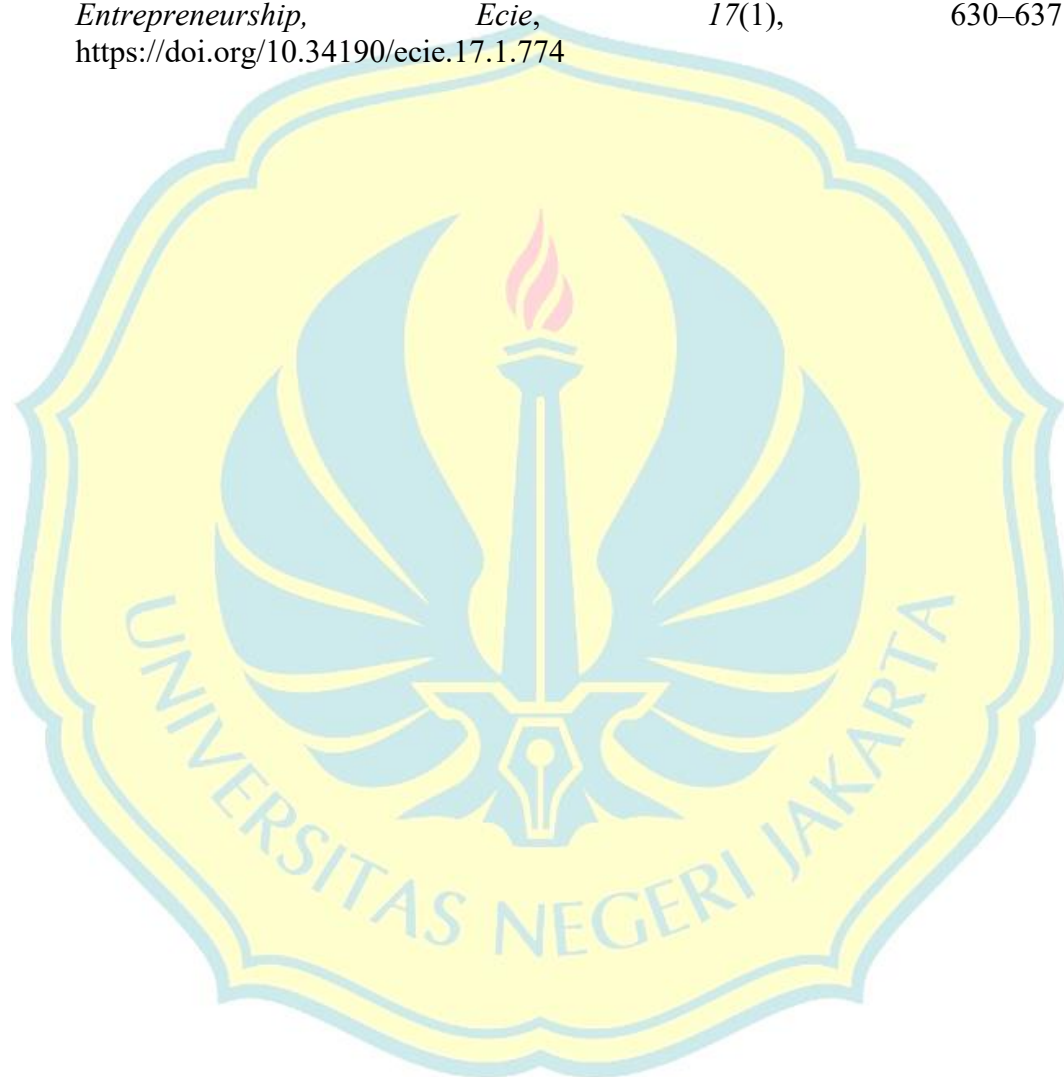 Entrepreneurship, Ecie, 17(1), 630–637
https://doi.org/10.34190/ecie.17.1.774
UNIVERSITAS NEGERI JAKARTA